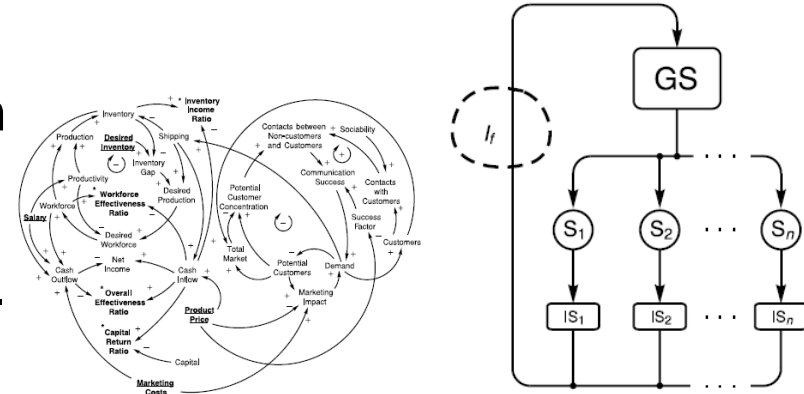 n
* Inventory
Income
Ratio
Inventory
Production
Desired
Inventory
Shipping
Inventory
Gap
Productivity
Desired
Production
* Workforce
Effectiveness
Ratio
Workforce
Salary
Desired
Workforce
Net
Income
Cash
Outflow
Cash
Inflow
* Overall
Effectiveness
Ratio
Product
Price
* Capital
Return
Ratio
Capital
Marketing
Costs
Contacts between
Non-customers
and Customers
Sociability
Communication
Success
Potential
Customer
Concentration
Contacts
with
Customers
Success
Factor
Customers
Total
Market
Potential
Customers
Demand
Marketing
Impact
GS
If
S1
S2
. . .
Sn
IS1
IS2
. . .
ISn